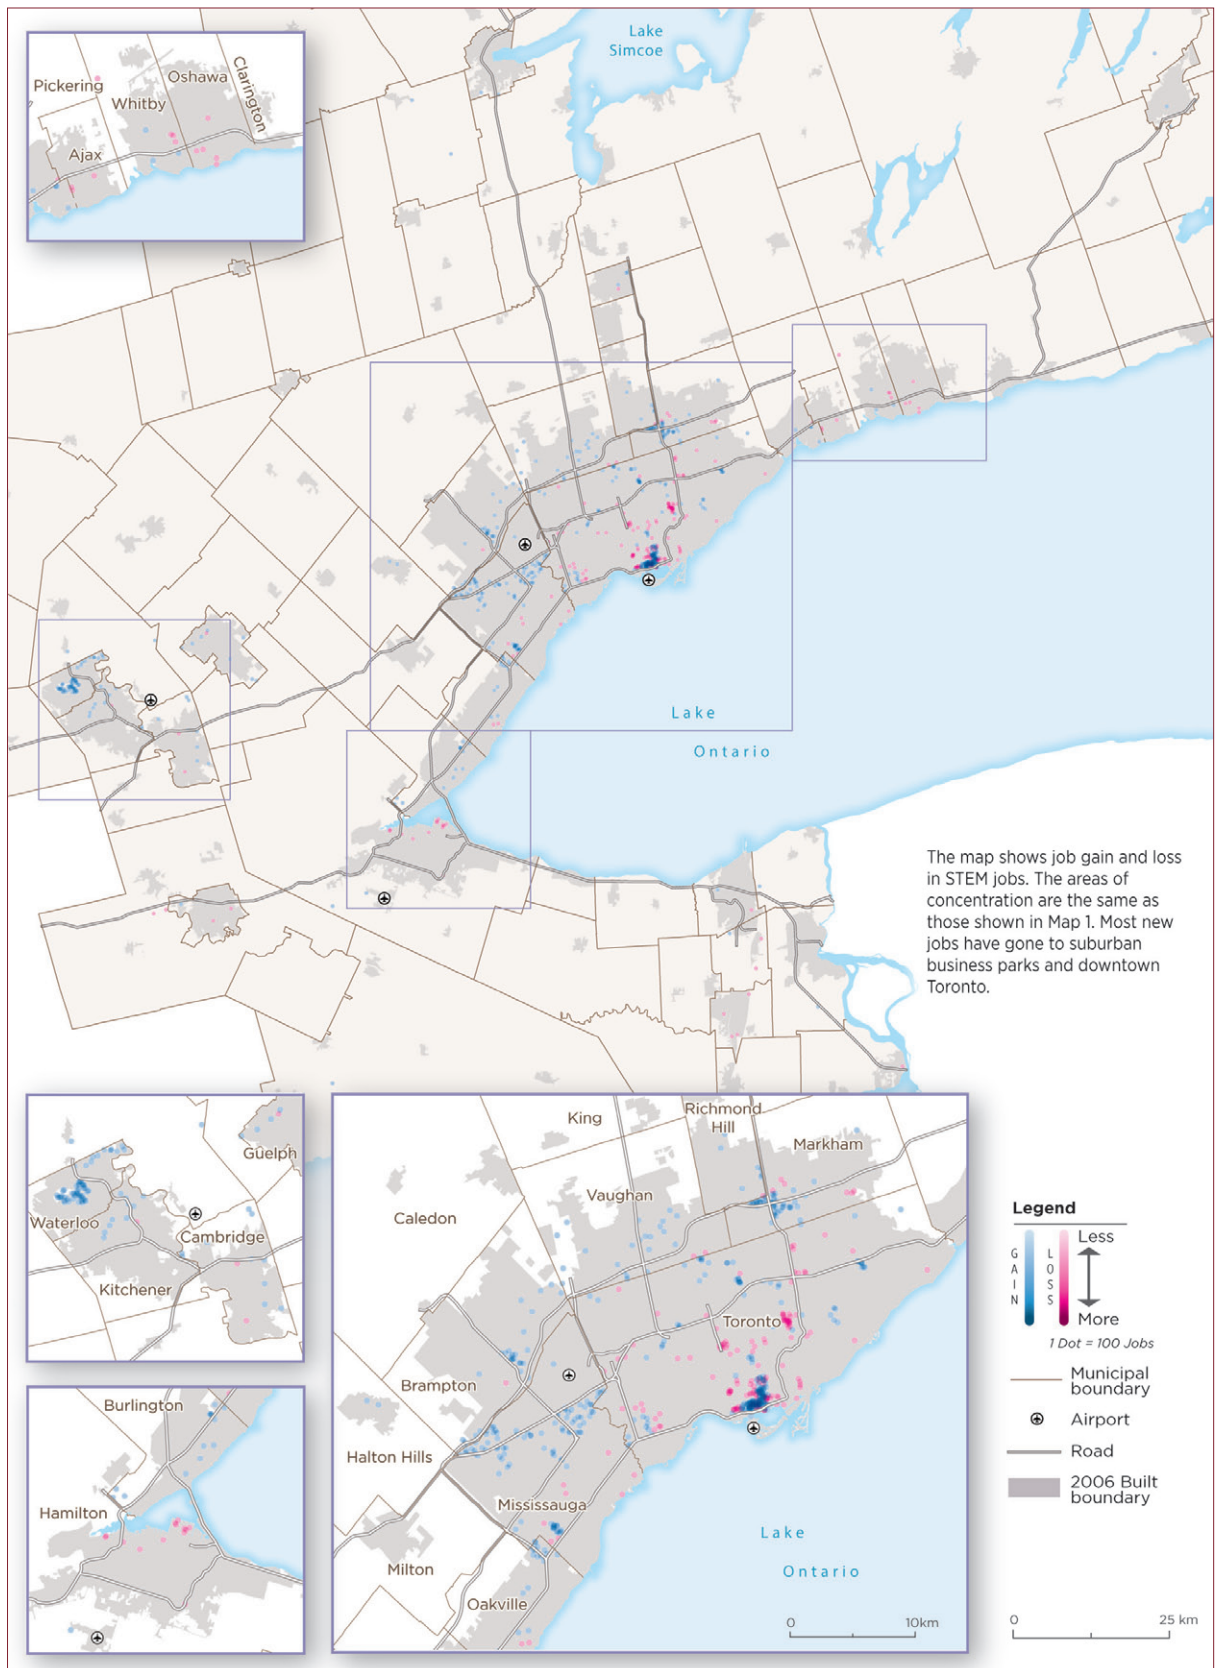 Lake
Simcoe
Pickering
Whitby
Oshawa
Clarington
Ajax
Lake
Ontario
The map shows job gain and loss
in STEM jobs. The areas of
concentration are the same as
those shown in Map 1. Most new
jobs have gone to suburban
business parks and downtown
Toronto.
Guelph
Waterloo
Cambridge
Kitchener
Burlington
Hamilton
King
Richmond
Hill
Markham
Vaughan
Caledon
Toronto
Brampton
Halton Hills
Mississauga
Milton
Oakville
Lake
Ontario
0 10km
Legend
GAIN
LOSS
Less
More
1 Dot = 100 Jobs
Municipal
boundary
Airport
Road
2006 Built
boundary
0 25 km